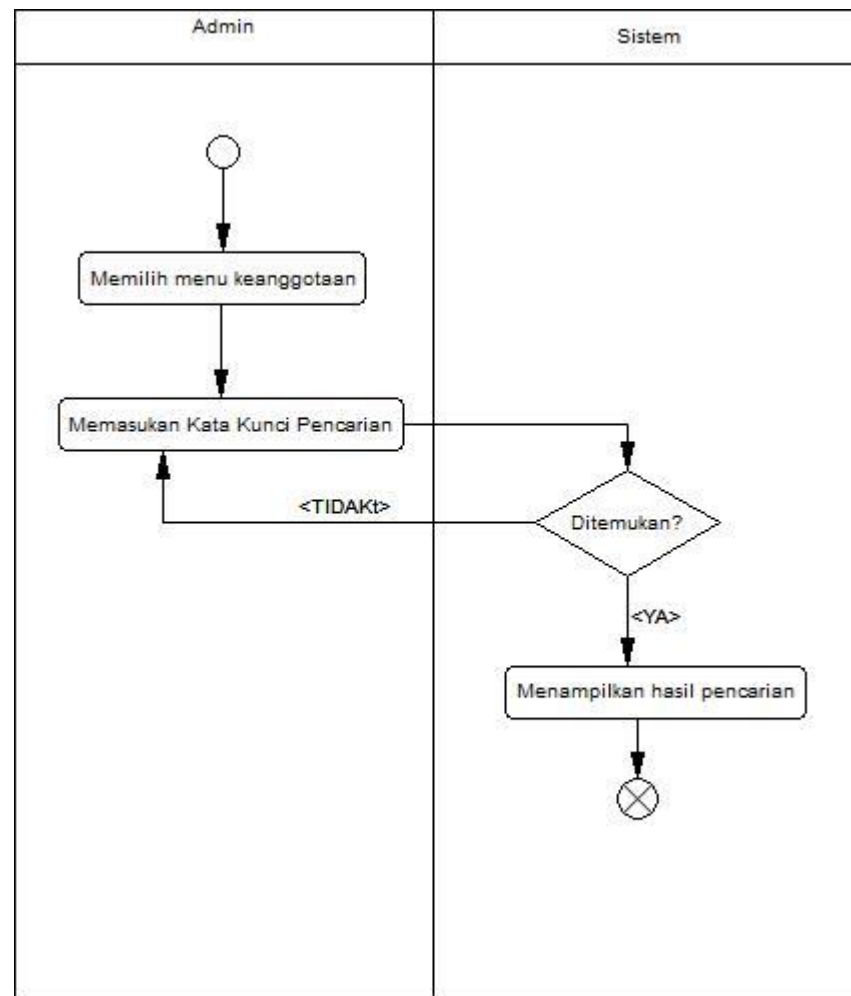 Admin
Sistem
Memilih menu keanggotaan
Memasukan Kata Kunci Pencarian
<TIDAKt>
Ditemukan?
<YA>
Menampilkan hasil pencarian